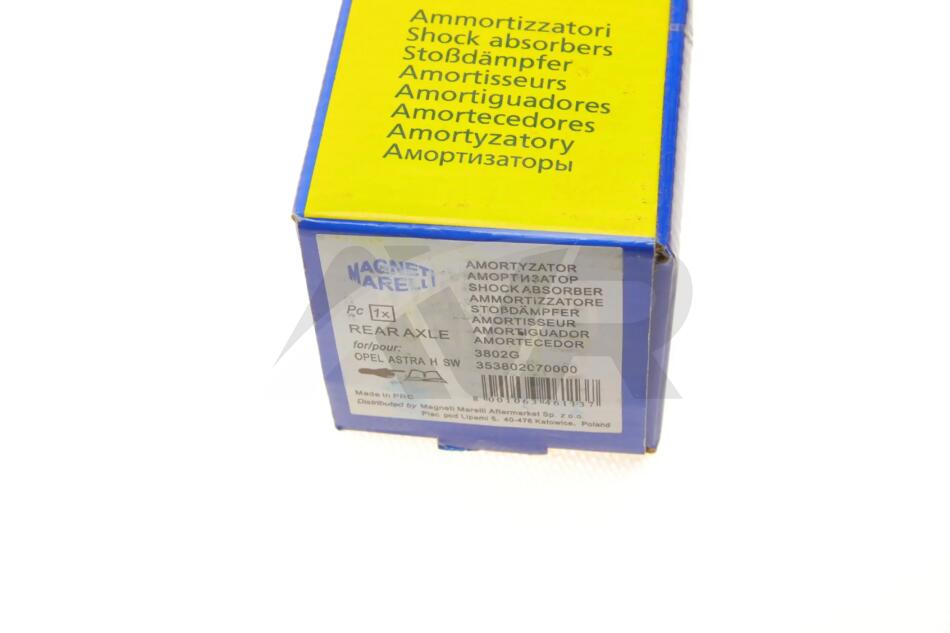 Ammortizzatori
Shock absorbers
Stoßdämpfer
Amortisseurs
Amortiguadores
Amortecedores
Amortyzatory
Амортизаторы
MAGNETI
MARELLI
Pc 1x
REAR AXLE
for/pour:
OPEL ASTRA H SW
AMORTYZATOR
АМОРТИЗАТОР
SHOCK ABSORBER
AMMORTIZZATORE
STOßDÄMPFER
AMORTISSEUR
AMORTIGUADOR
AMORTECEDOR
3802G
353802070000
Made in PRC
Distributed by Magneti Marelli Aftermarket Sp. z o.o.
Plac pod Lipami 5, 40-476 Katowice, Poland